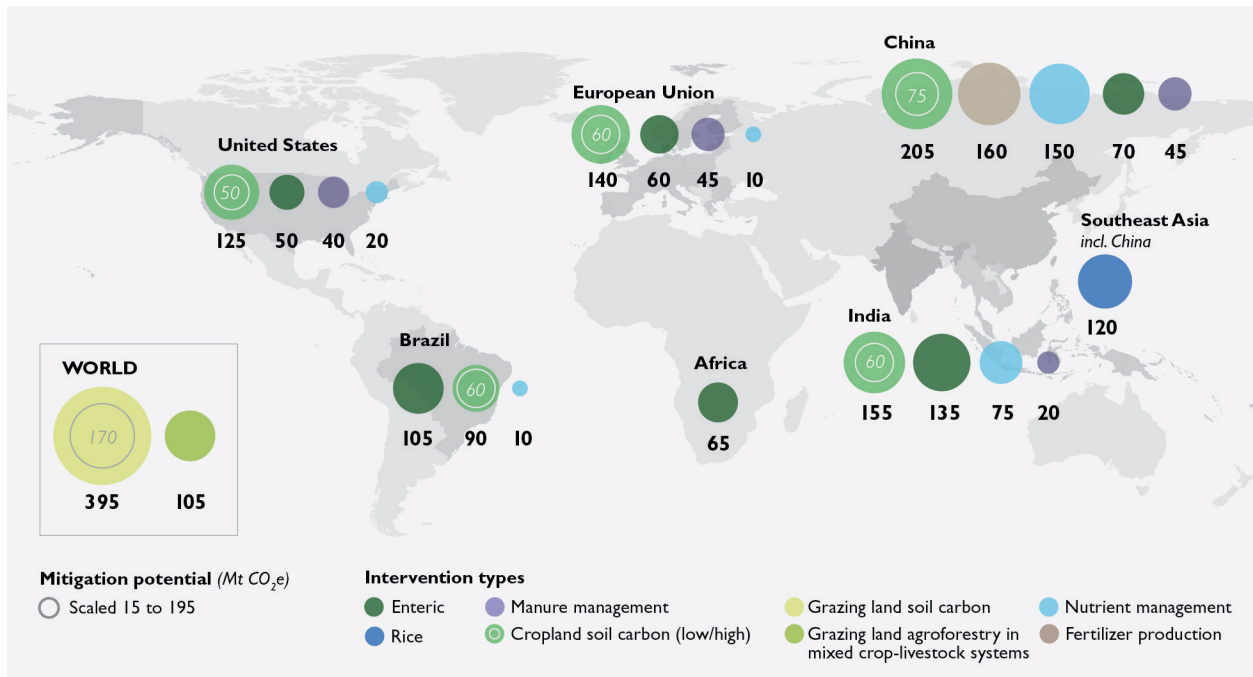 China
75
205 160 150 70 45
European Union
60
140 60 45 10
United States
50
125 50 40 20
Southeast Asia
incl. China
120
India
60
155 135 75 20
Brazil
60
105 90 10
Africa
65
WORLD
170
395 105
Mitigation potential (Mt CO₂e)
Scaled 15 to 195
Intervention types
Enteric
Rice
Manure management
Cropland soil carbon (low/high)
Grazing land soil carbon
Grazing land agroforestry in
mixed crop-livestock systems
Nutrient management
Fertilizer production